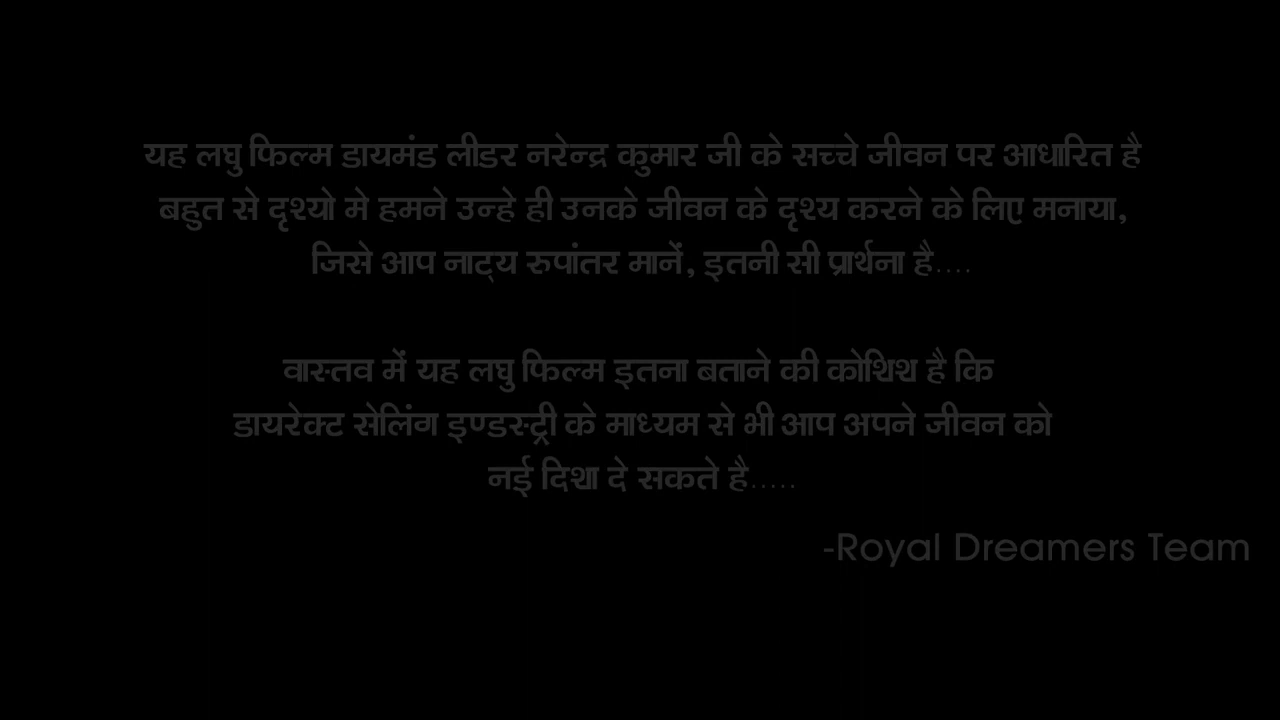 यह लघु फिल्म डायमंड लीडर नरेन्द्र कुमार जी के सच्चे जीवन पर आधारित है
बहुत से दृश्यो मे हमने उन्हे ही उनके जीवन के दृश्य करने के लिए मनाया,
जिसे आप नाट्य रुपांतर मानें, इतनी सी प्रार्थना है....
वास्तव में यह लघु फिल्म इतना बताने की कोशिश है कि
डायरेक्ट सेलिंग इण्डस्ट्री के माध्यम से भी आप अपने जीवन को
नई दिशा दे सकते है.....
-Royal Dreamers Team